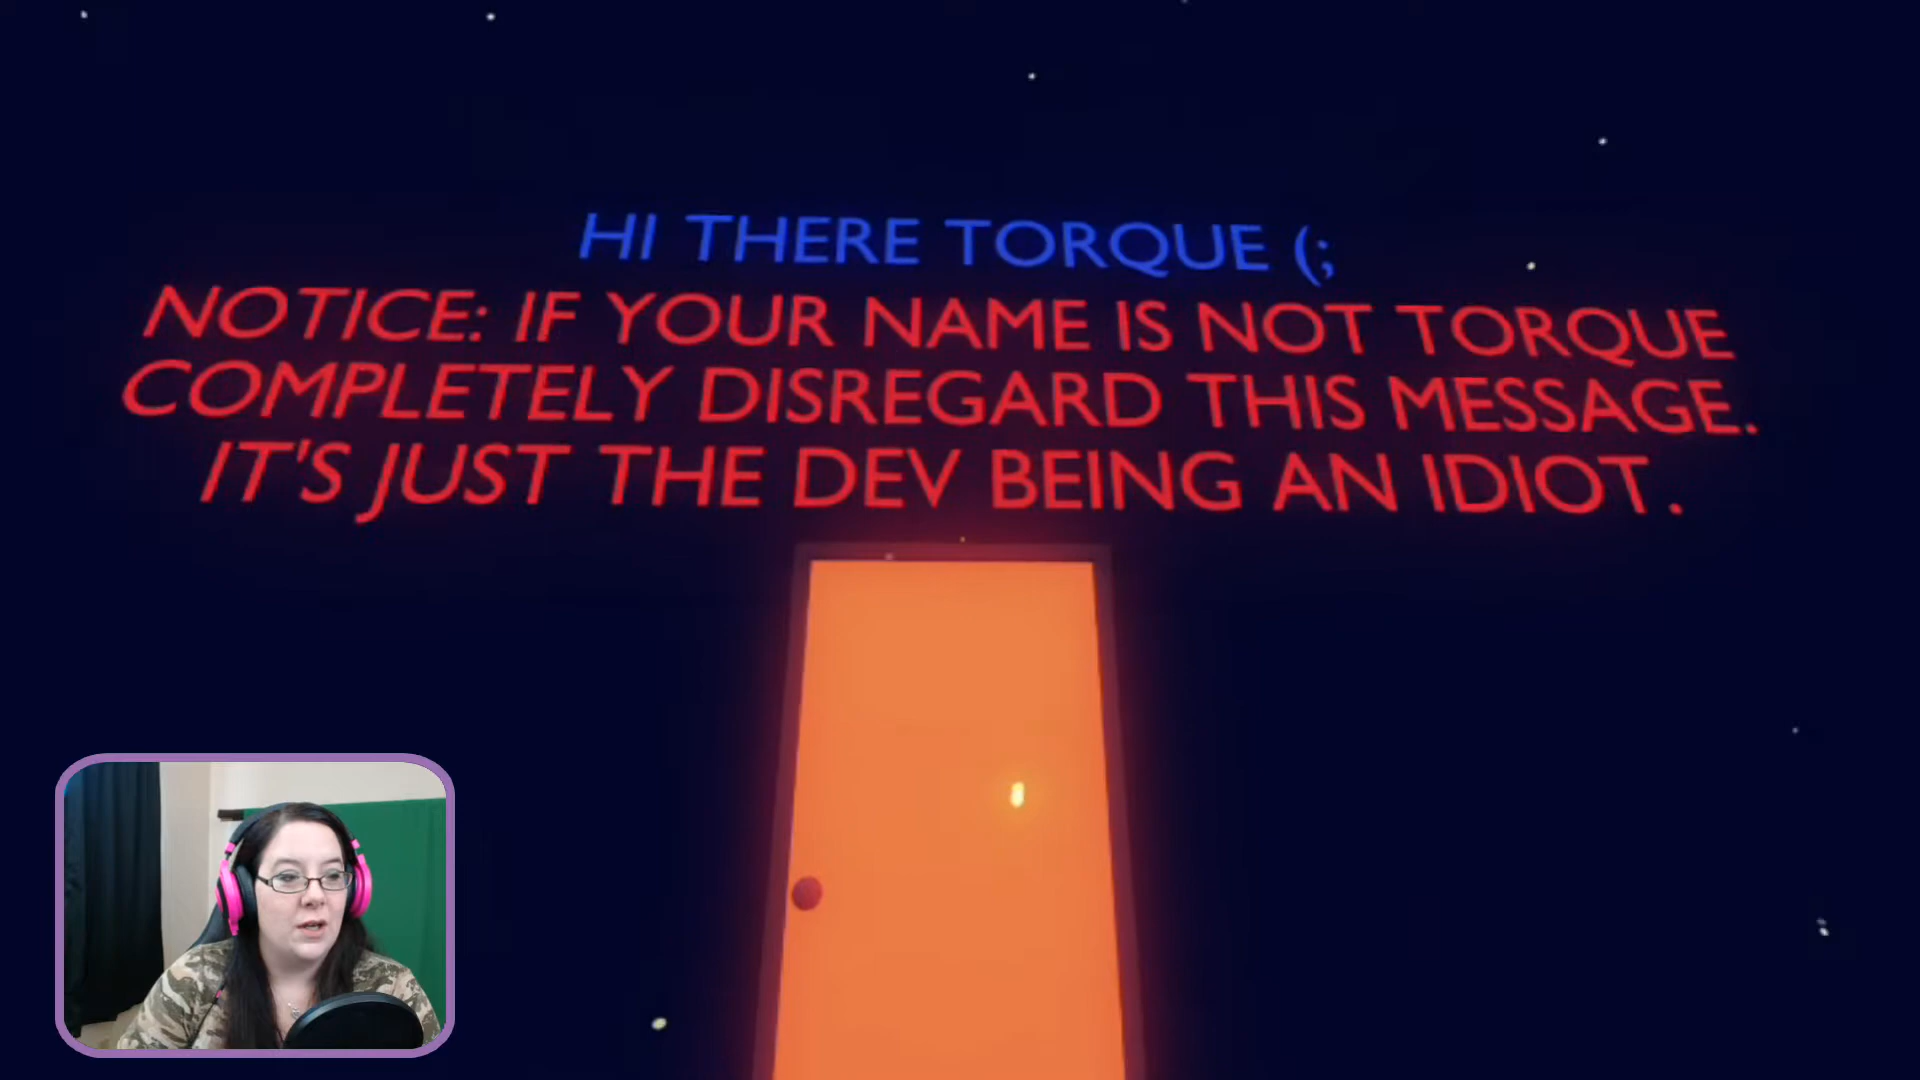 HI THERE TORQUE (;
NOTICE: IF YOUR NAME IS NOT TORQUE
COMPLETELY DISREGARD THIS MESSAGE.
IT'S JUST THE DEV BEING AN IDIOT.